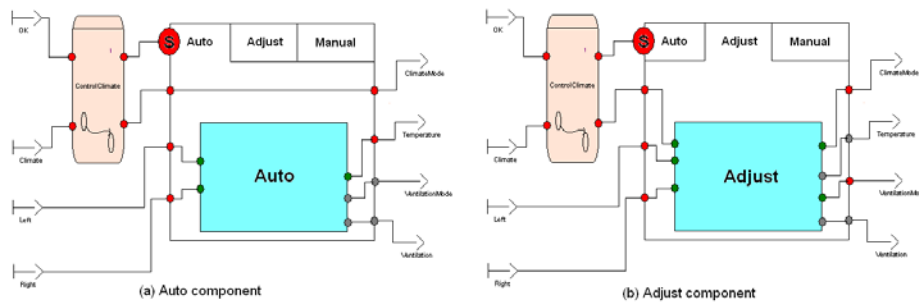 OK
S
Auto
Adjust
Manual
ClimateMode
ControlClimate
Climate
Temperature
Auto
VentilationMode
Left
Ventilation
Right
(a) Auto component
OK
S
Auto
Adjust
Manual
ClimateMode
ControlClimate
Climate
Temperature
Adjust
VentilationMode
Left
Ventilation
Right
(b) Adjust component